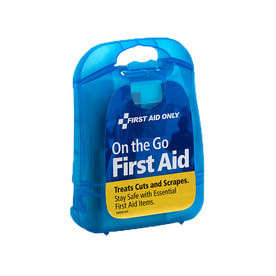 FIRST AID ONLY
On the Go
First Aid
Treats Cuts and Scrapes.
Stay Safe with Essential
First Aid Items.